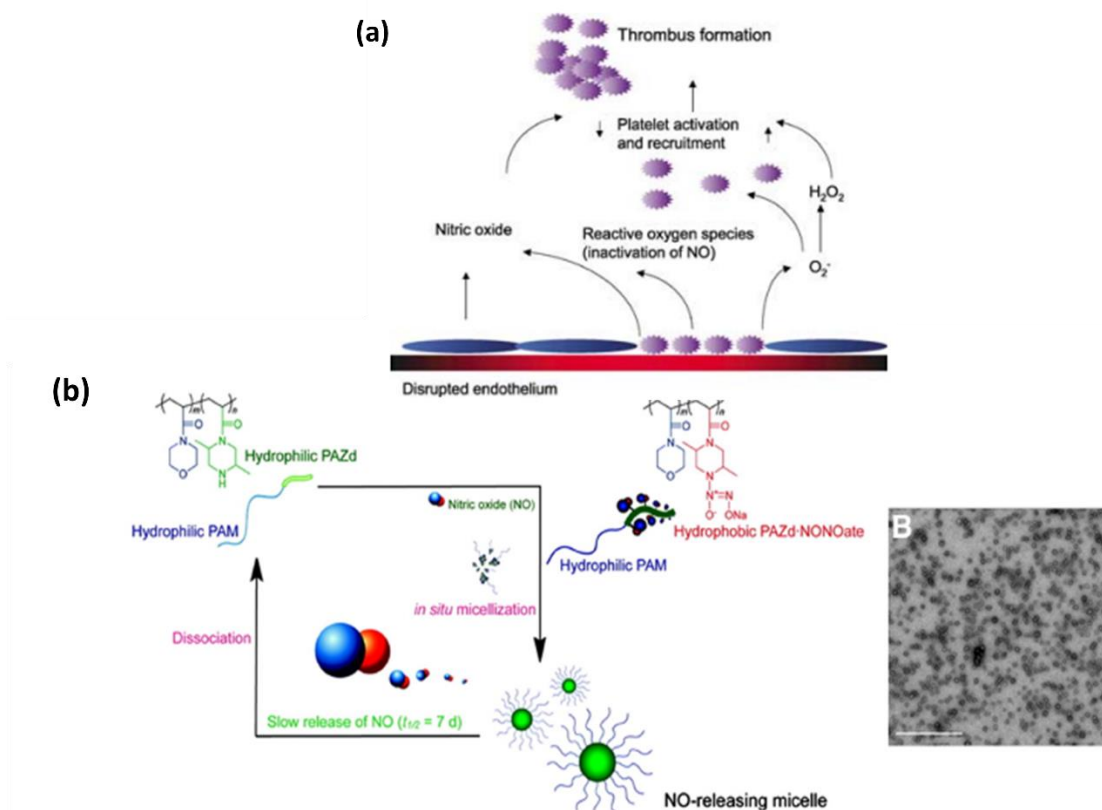 (a)
Thrombus formation
Platelet activation
and recruitment
H₂O₂
Nitric oxide
Reactive oxygen species
(inactivation of NO)
O₂⁻
Disrupted endothelium
(b)
m
n
O
N
N
O
N
H
Hydrophilic PAZd
Hydrophilic PAM
Nitric oxide (NO)
in situ micellization
m
n
O
N
N
O
N
N⁺=N
O⁻
ONa
Hydrophobic PAZd-NONOate
Hydrophilic PAM
B
Dissociation
Slow release of NO (t1/2 = 7 d)
NO-releasing micelle